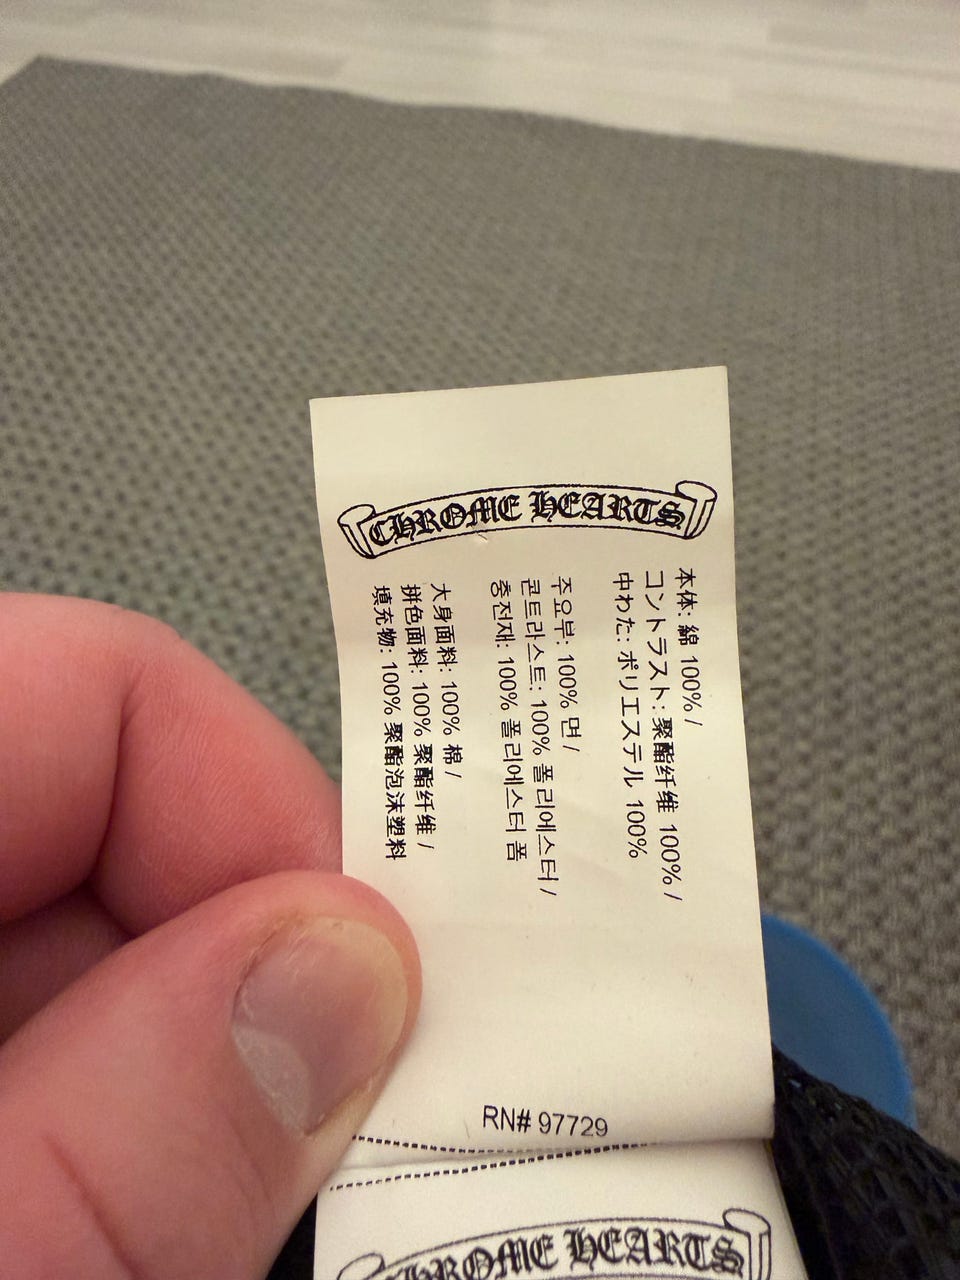 CHROME HEARTS
本体: 綿 100% /
コントラスト: 聚酯纤维 100% /
中わた: ポリエステル 100%
주요부: 100% 면 /
콘트라스트: 100% 폴리에스터 /
충전재: 100% 폴리에스터 폼
大身面料: 100% 棉 /
拼色面料: 100% 聚酯纤维 /
填充物: 100% 聚酯泡沫塑料
RN# 97729
CHROME HEARTS